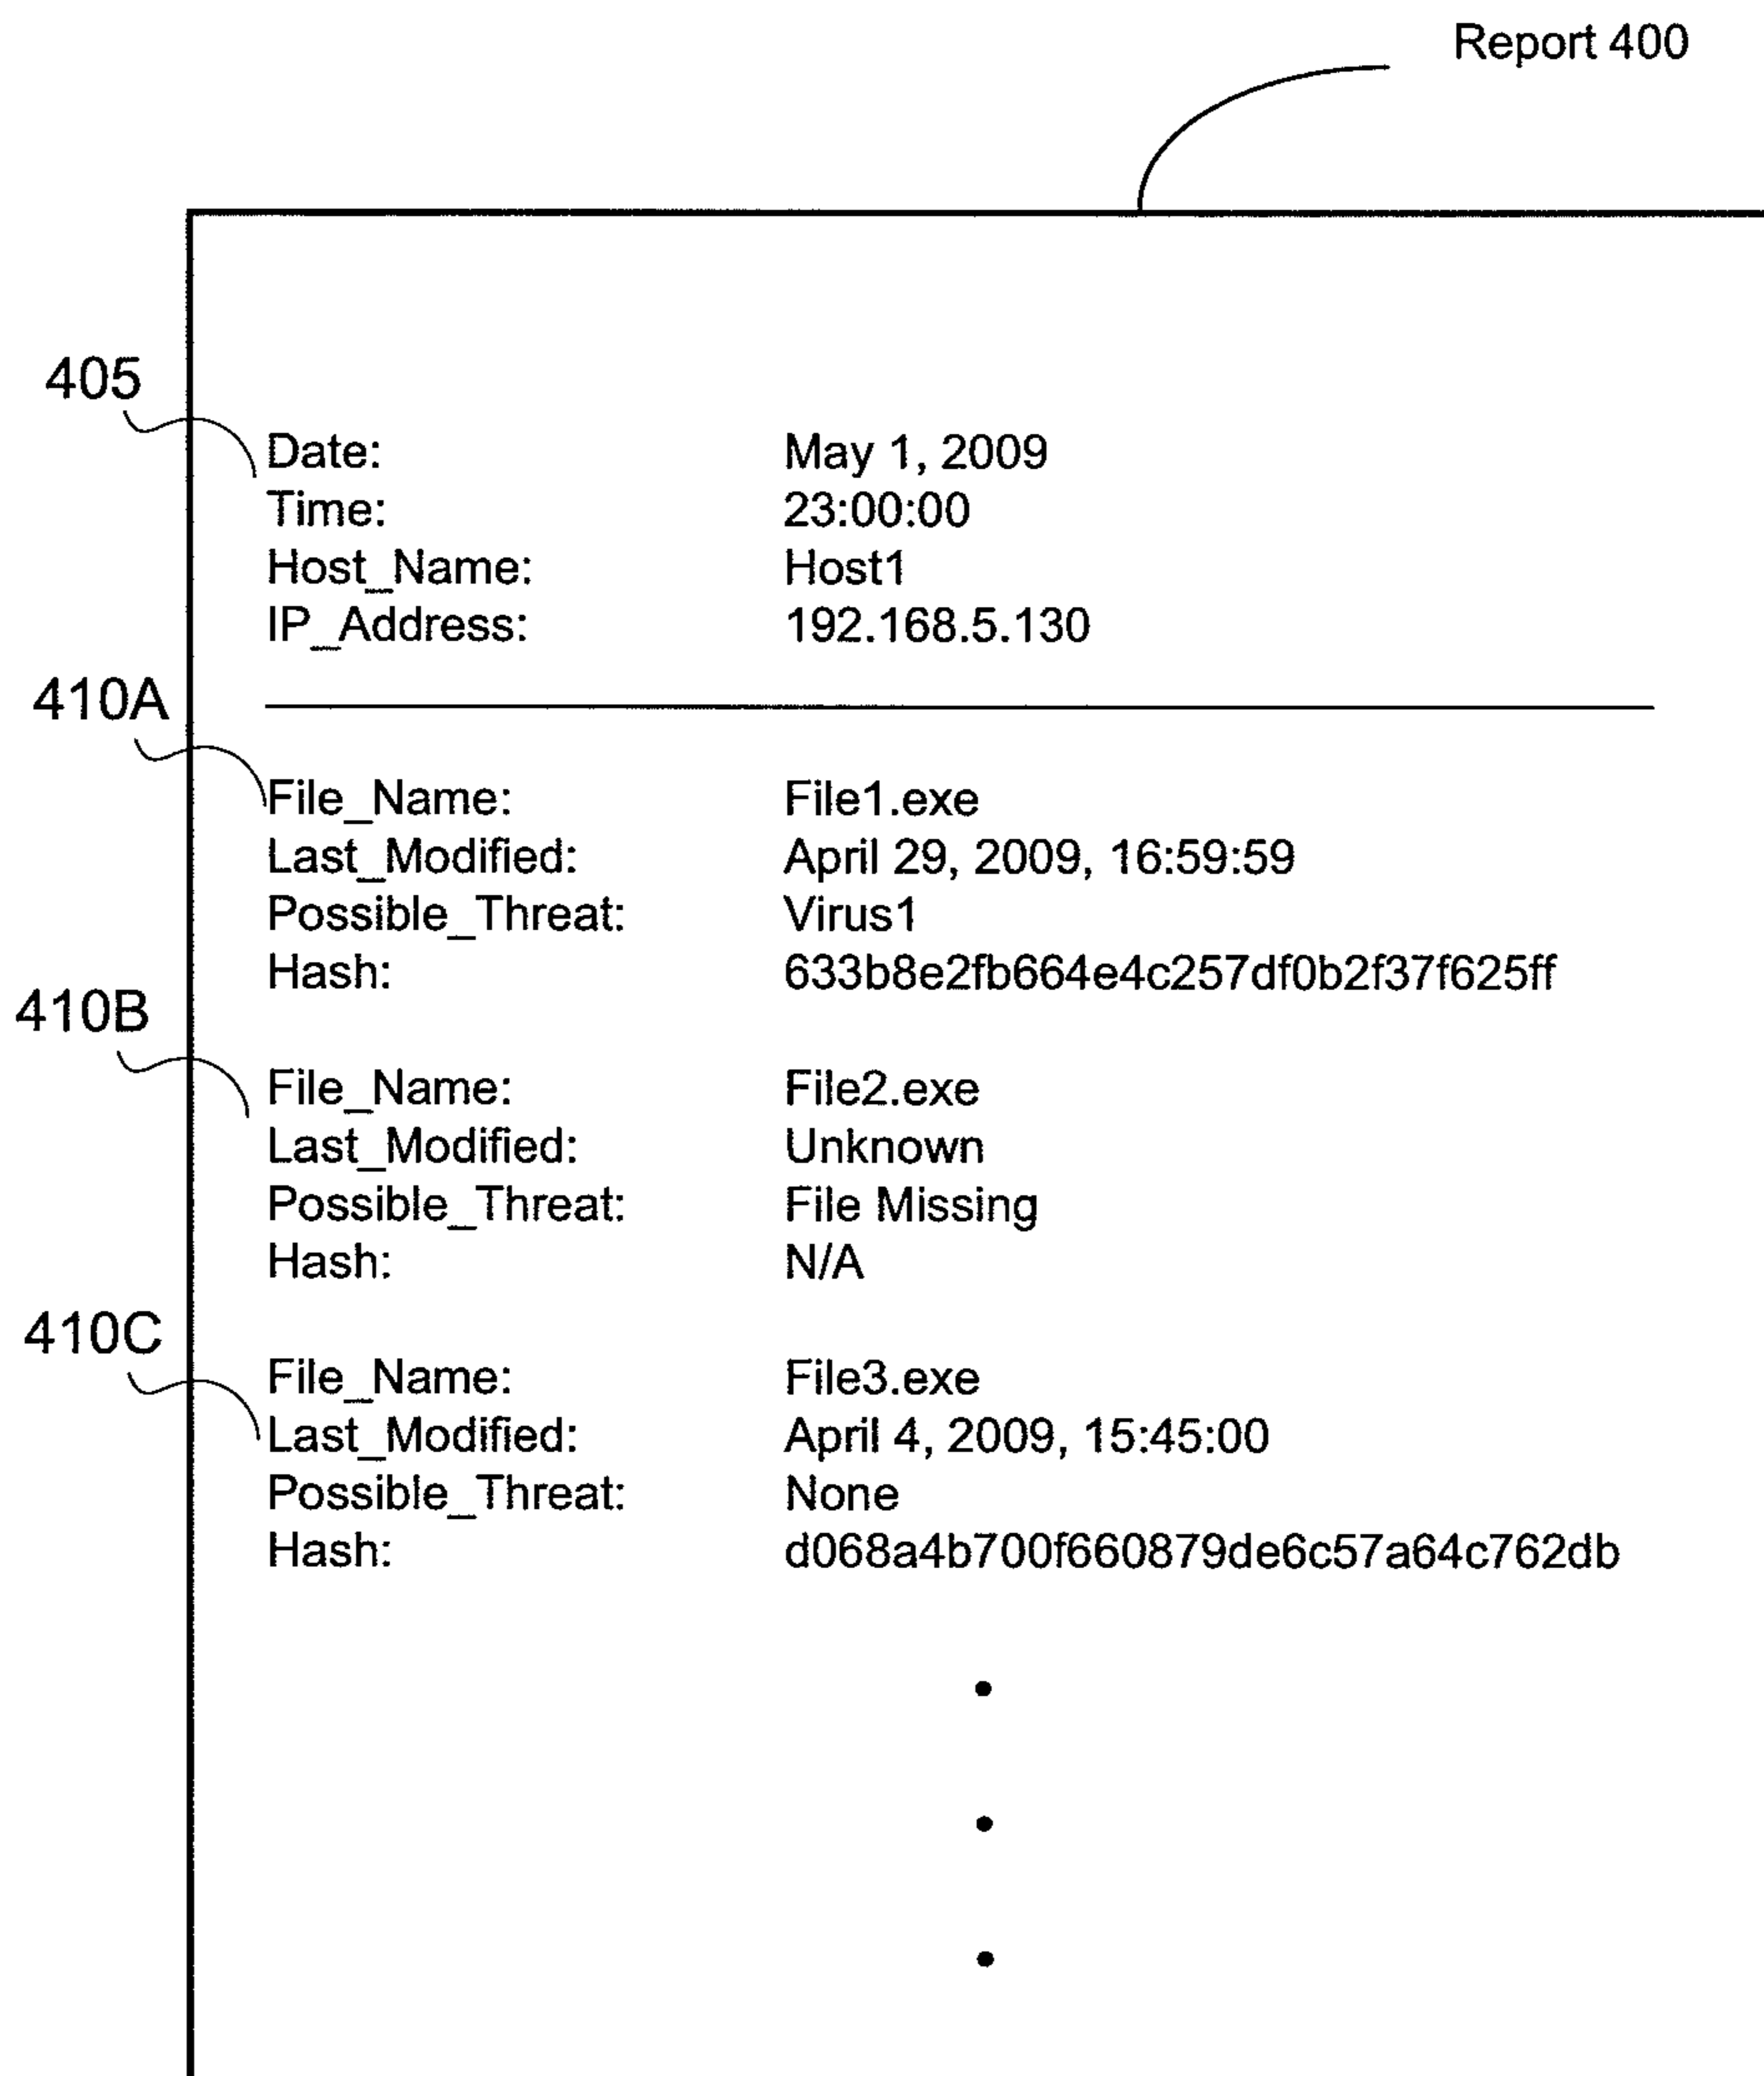 Report 400
405
Date: May 1, 2009
Time: 23:00:00
Host_Name: Host1
IP_Address: 192.168.5.130
410A
File_Name: File1.exe
Last_Modified: April 29, 2009, 16:59:59
Possible_Threat: Virus1
Hash: 633b8e2fb664e4c257df0b2f37f625ff
410B
File_Name: File2.exe
Last_Modified: Unknown
Possible_Threat: File Missing
Hash: N/A
410C
File_Name: File3.exe
Last_Modified: April 4, 2009, 15:45:00
Possible_Threat: None
Hash: d068a4b700f660879de6c57a64c762db